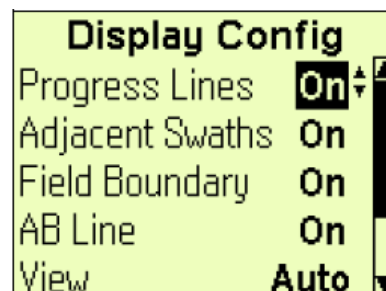 Display Config
Progress Lines On
Adjacent Swaths On
Field Boundary On
AB Line On
View Auto